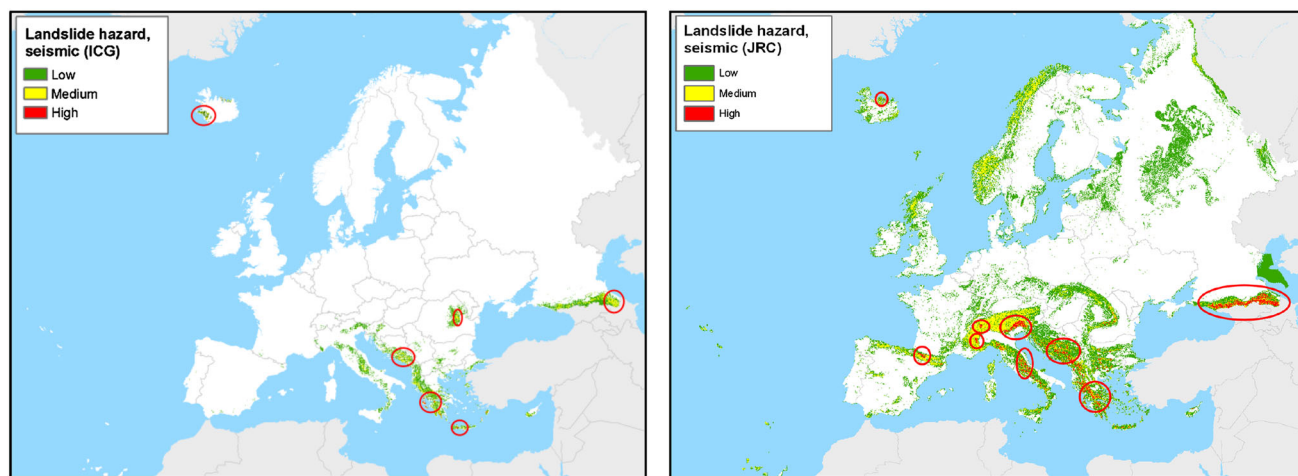 Landslide hazard,
seismic (ICG)
Low
Medium
High
Landslide hazard,
seismic (JRC)
Low
Medium
High